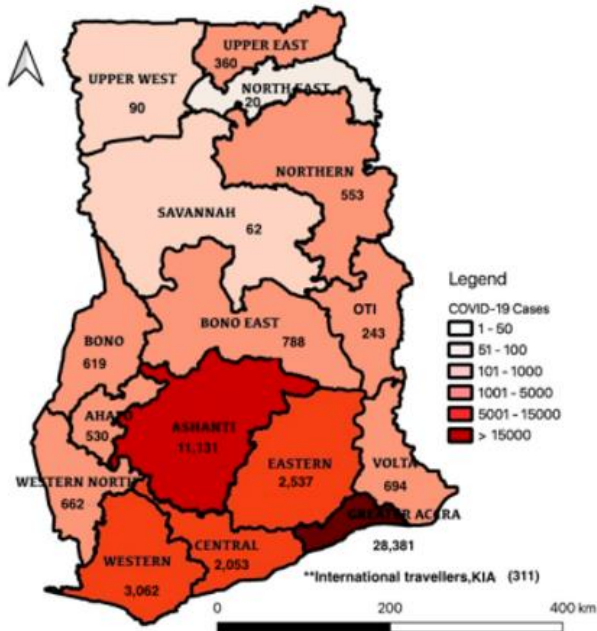 UPPER EAST
360
UPPER WEST
90
NORTH EAST
20
NORTHERN
553
SAVANNAH
62
OTI
243
BONO EAST
788
BONO
619
AHAFO
530
ASHANTI
11,131
EASTERN
2,537
VOLTA
694
WESTERN NORTH
662
GREATER ACCRA
28,381
CENTRAL
2,053
WESTERN
3,062
**International travellers,KIA (311)
Legend
COVID-19 Cases
1 - 50
51 - 100
101 - 1000
1001 - 5000
5001 - 15000
> 15000
0 200 400 km